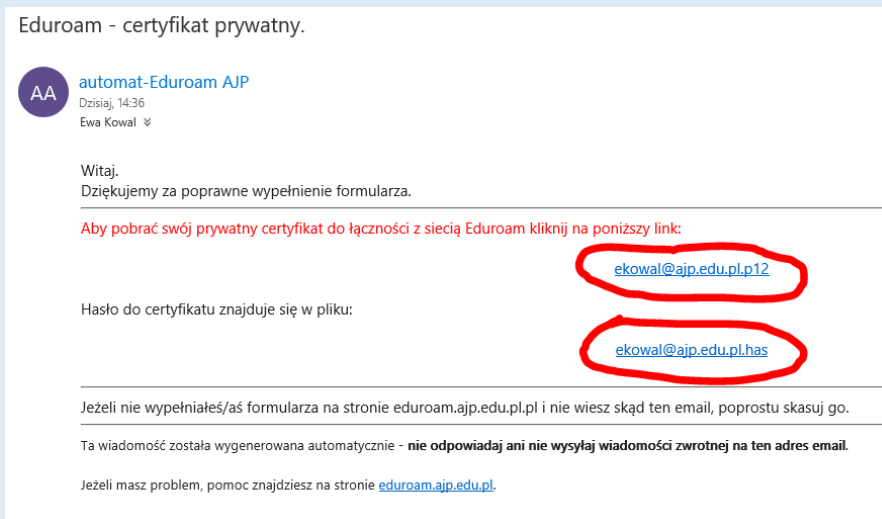 Eduroam - certyfikat prywatny.
AA
automat-Eduroam AJP
Dzisiaj, 14:36
Ewa Kowal
Witaj.
Dziękujemy za poprawne wypełnienie formularza.
Aby pobrać swój prywatny certyfikat do łączności z siecią Eduroam kliknij na poniższy link:
ekowal@ajp.edu.pl.p12
Hasło do certyfikatu znajduje się w pliku:
ekowal@ajp.edu.pl.has
Jeżeli nie wypełniałeś/aś formularza na stronie eduroam.ajp.edu.pl.pl i nie wiesz skąd ten email, poprostu skasuj go.
Ta wiadomość została wygenerowana automatycznie - nie odpowiadaj ani nie wysyłaj wiadomości zwrotnej na ten adres email.
Jeżeli masz problem, pomoc znajdziesz na stronie eduroam.ajp.edu.pl.